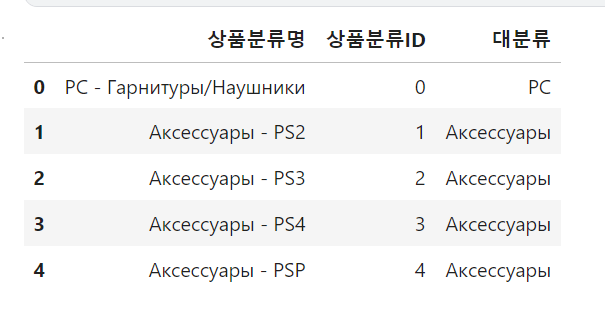 상품분류명 상품분류ID 대분류
0 PC - Гарнитуры/Наушники 0 PC
1 Аксессуары - PS2 1 Аксессуары
2 Аксессуары - PS3 2 Аксессуары
3 Аксессуары - PS4 3 Аксессуары
4 Аксессуары - PSP 4 Аксессуары